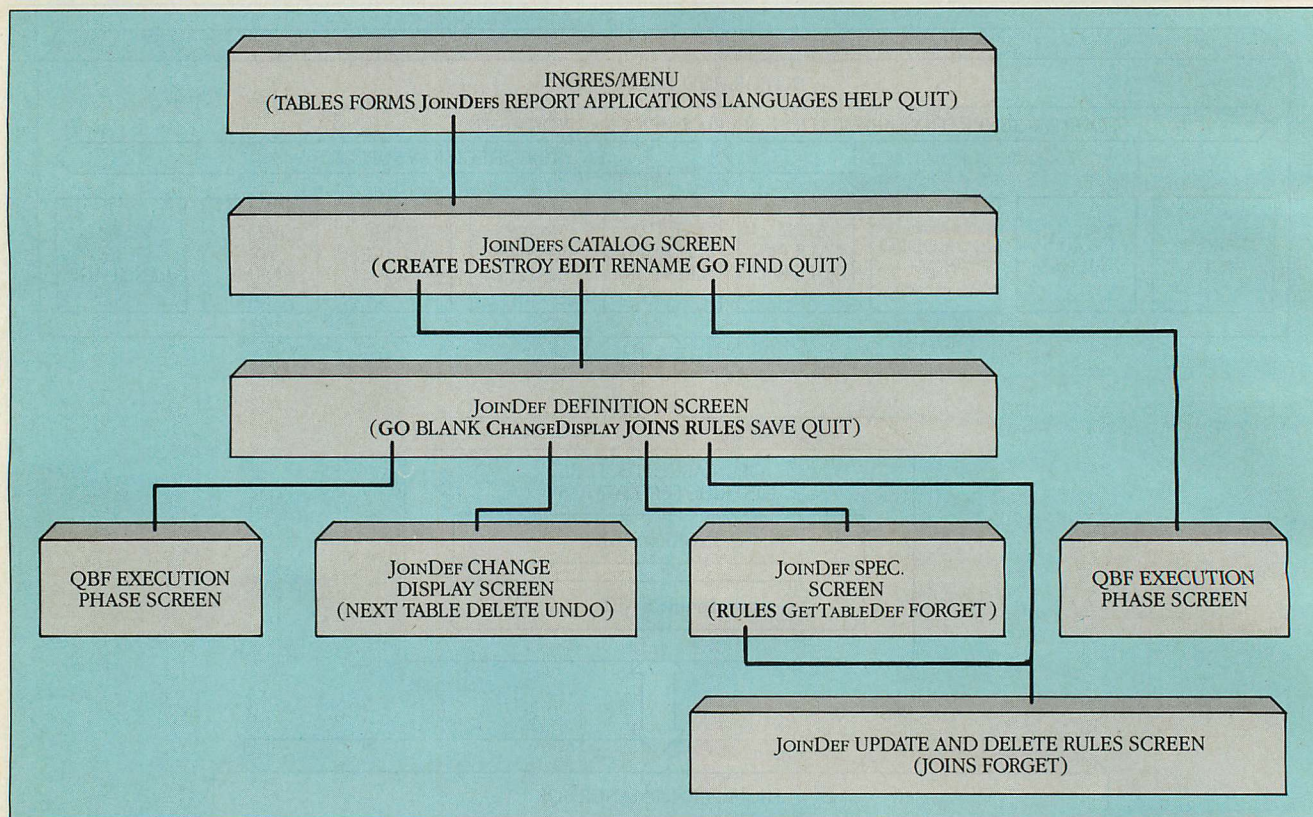 INGRES/MENU
(TABLES FORMS JOINDEFS REPORT APPLICATIONS LANGUAGES HELP QUIT)
JOINDEFS CATALOG SCREEN
(CREATE DESTROY EDIT RENAME GO FIND QUIT)
JOINDEF DEFINITION SCREEN
(GO BLANK CHANGEDISPLAY JOINS RULES SAVE QUIT)
QBF EXECUTION
PHASE SCREEN
JOINDEF CHANGE
DISPLAY SCREEN
(NEXT TABLE DELETE UNDO)
JOINDEF SPEC.
SCREEN
(RULES GETTABLEDEF FORGET)
QBF EXECUTION
PHASE SCREEN
JOINDEF UPDATE AND DELETE RULES SCREEN
(JOINS FORGET)